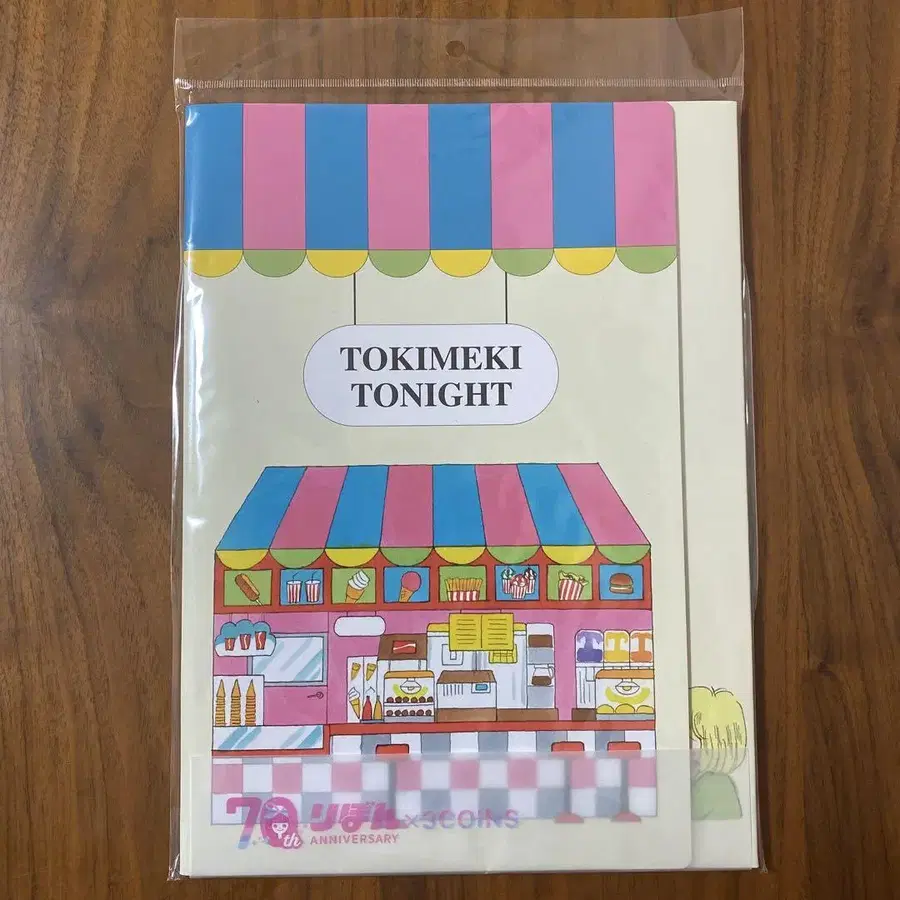 TOKIMEKI
TONIGHT
70th りぼん×3COINS
ANNIVERSARY